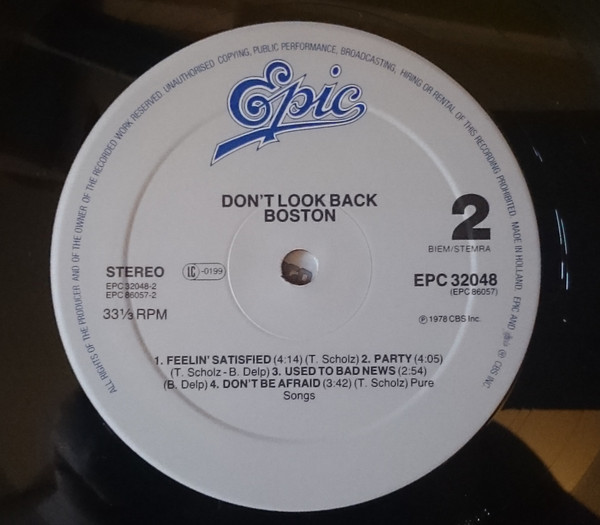 ALL RIGHTS OF THE PRODUCER AND OF THE OWNER OF THE RECORDED WORK RESERVED. UNAUTHORISED COPYING, PUBLIC PERFORMANCE, BROADCASTING, HIRING OR RENTAL OF THIS RECORDING PROHIBITED. MADE IN HOLLAND. EPIC AND ® CBS INC.
Epic
DON'T LOOK BACK
BOSTON
2
BIEM/STEMRA
STEREO
LC -0199
EPC 32048-2
EPC 86057-2
33 1/3 RPM
EPC 32048
(EPC 86057)
℗ 1978 CBS Inc.
1. FEELIN' SATISFIED (4:14) (T. Scholz) 2. PARTY (4:05)
(T. Scholz - B. Delp) 3. USED TO BAD NEWS (2:54)
(B. Delp) 4. DON'T BE AFRAID (3:42) (T. Scholz) Pure
Songs